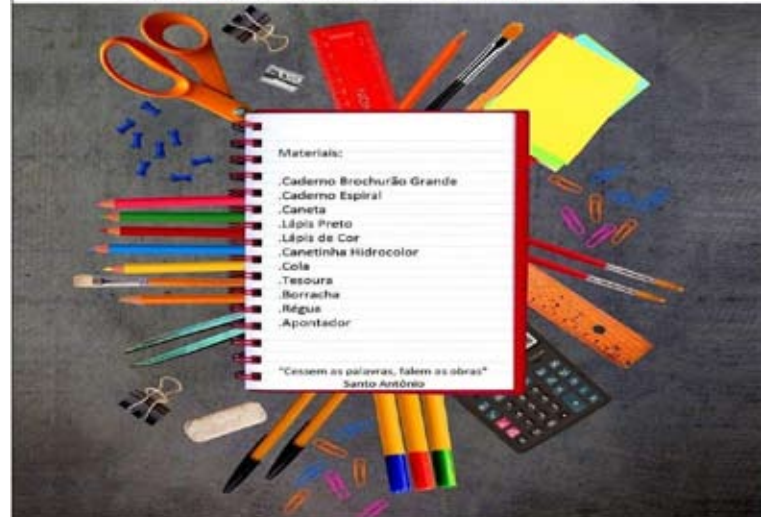 Materiais:
.Caderno Brochurão Grande
.Caderno Espiral
.Caneta
.Lápis Preto
.Lápis de Cor
.Canetinha Hidrocolor
.Cola
.Tesoura
.Borracha
.Régua
.Apontador
"Cessem as palavras, falem as obras"
Santo Antônio